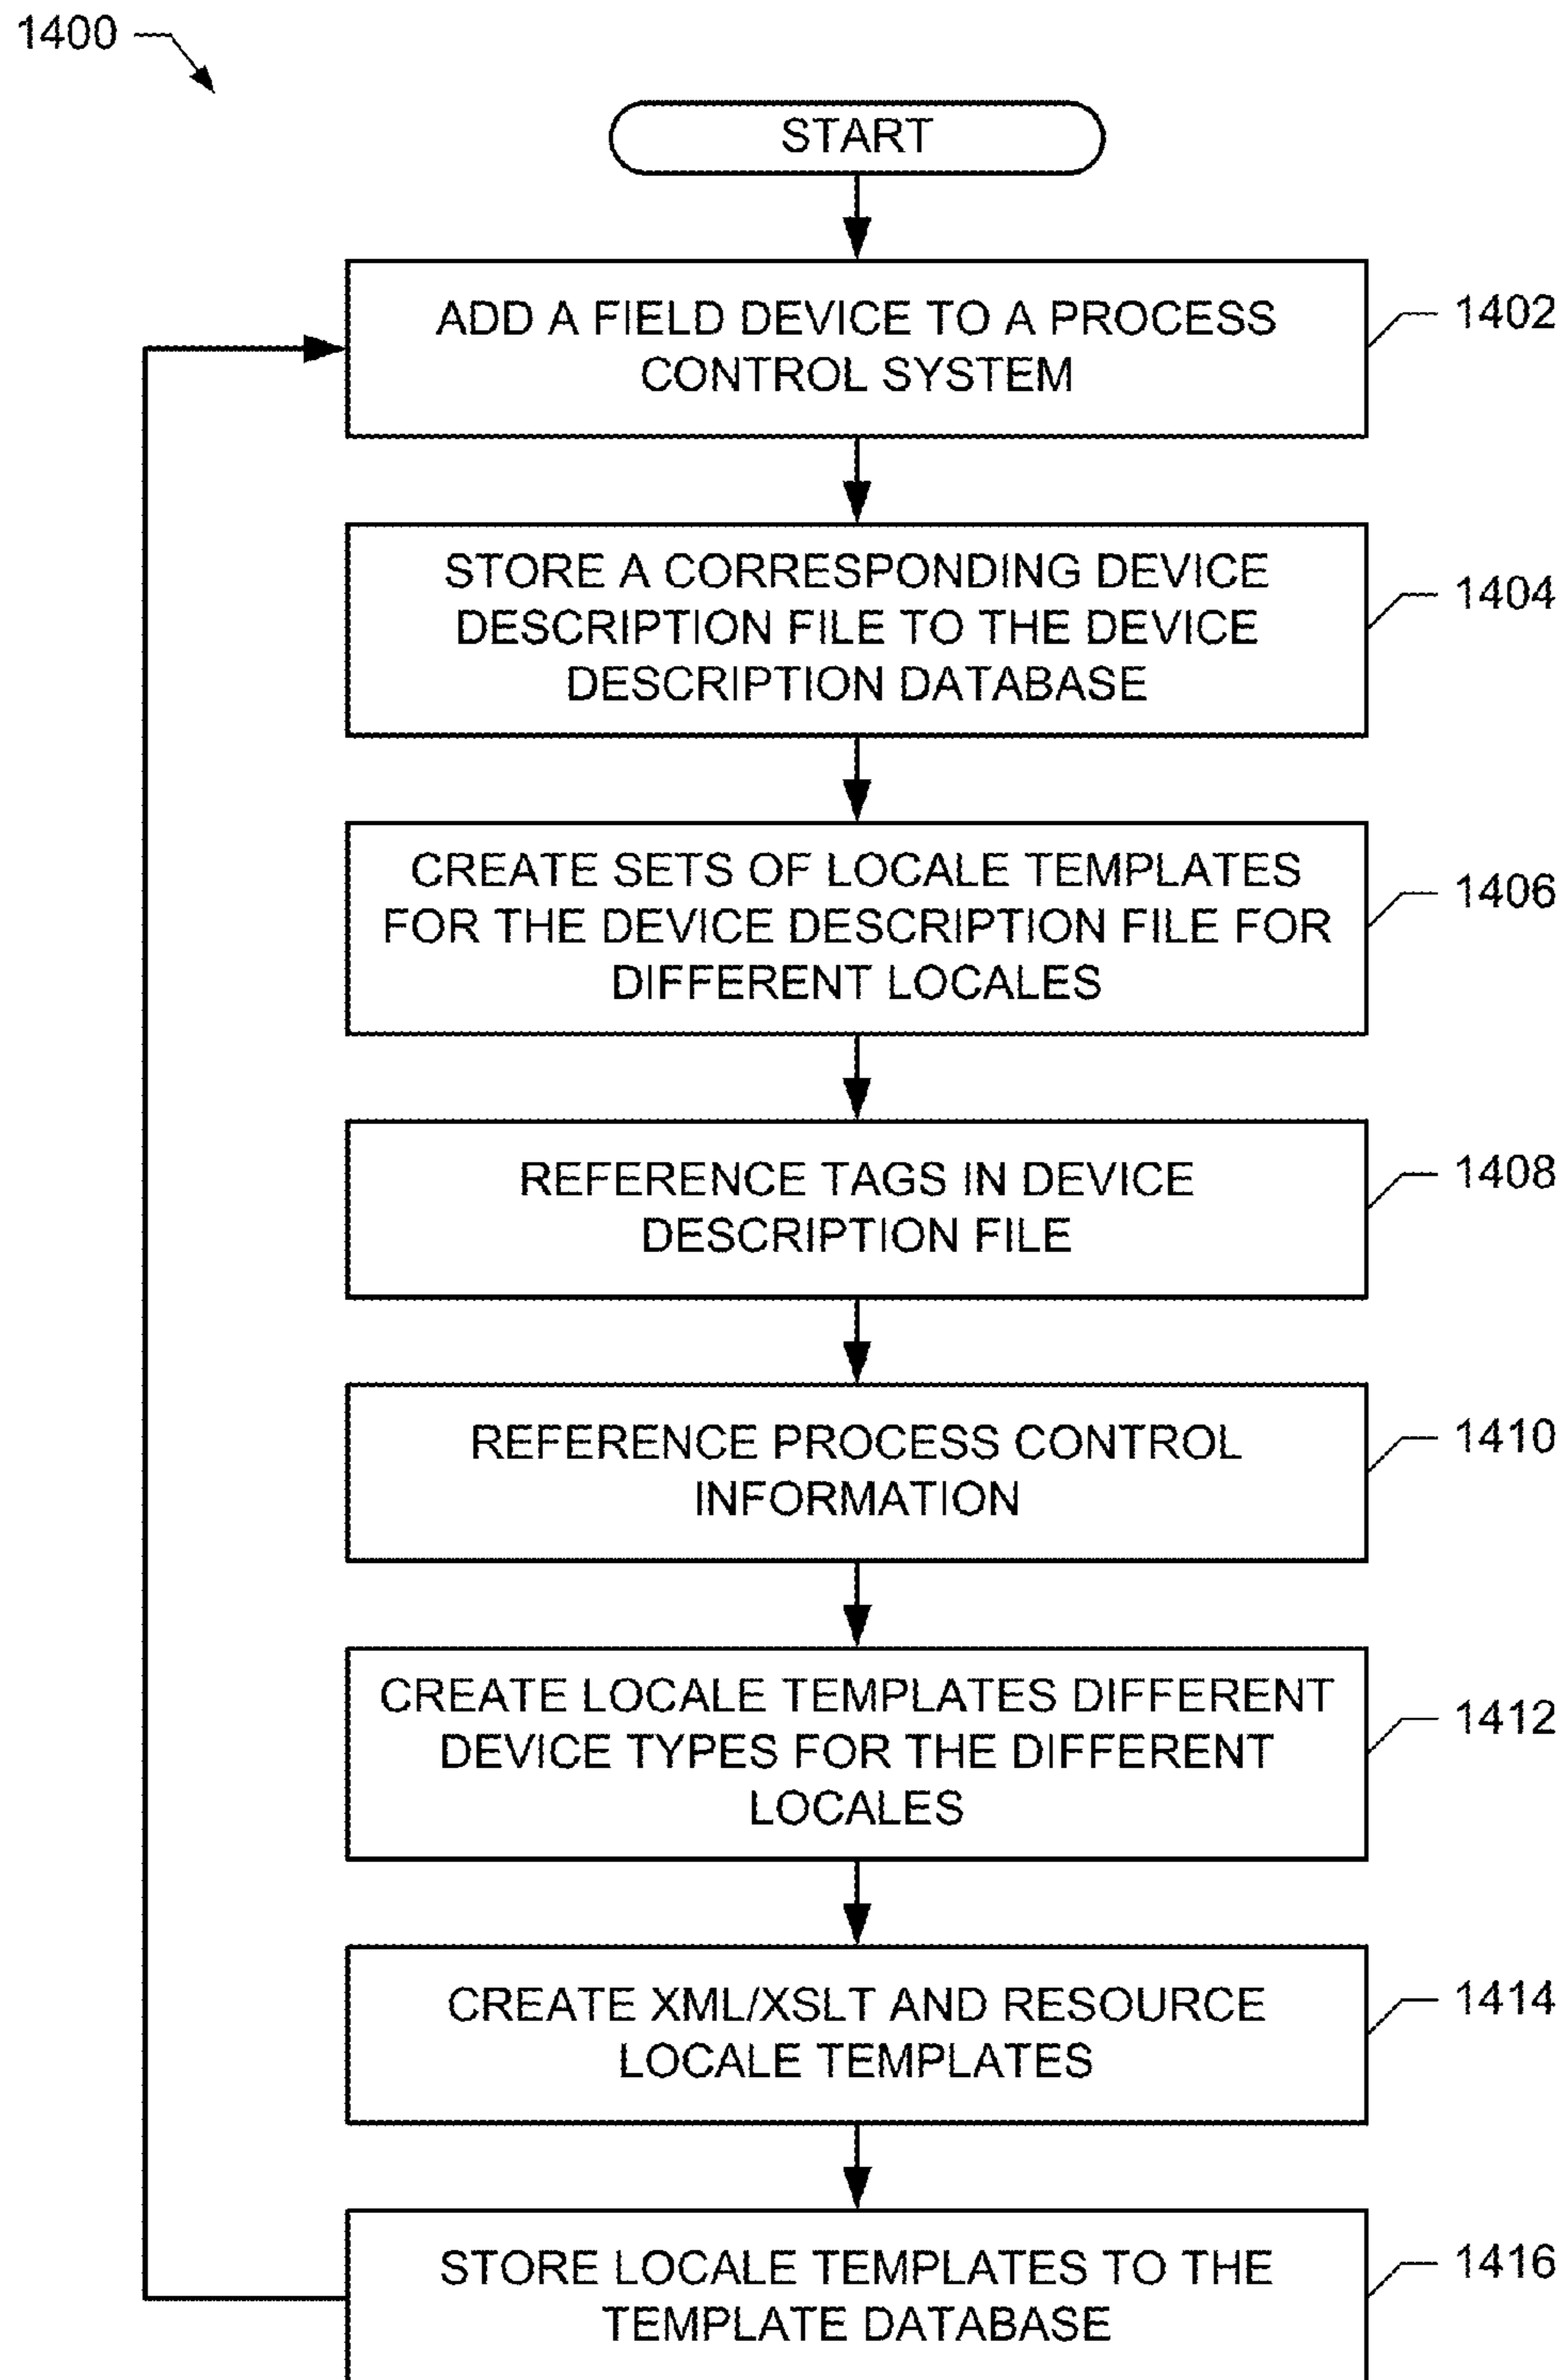 1400
START
ADD A FIELD DEVICE TO A PROCESS
CONTROL SYSTEM
1402
STORE A CORRESPONDING DEVICE
DESCRIPTION FILE TO THE DEVICE
DESCRIPTION DATABASE
1404
CREATE SETS OF LOCALE TEMPLATES
FOR THE DEVICE DESCRIPTION FILE FOR
DIFFERENT LOCALES
1406
REFERENCE TAGS IN DEVICE
DESCRIPTION FILE
1408
REFERENCE PROCESS CONTROL
INFORMATION
1410
CREATE LOCALE TEMPLATES DIFFERENT
DEVICE TYPES FOR THE DIFFERENT
LOCALES
1412
CREATE XML/XSLT AND RESOURCE
LOCALE TEMPLATES
1414
STORE LOCALE TEMPLATES TO THE
TEMPLATE DATABASE
1416